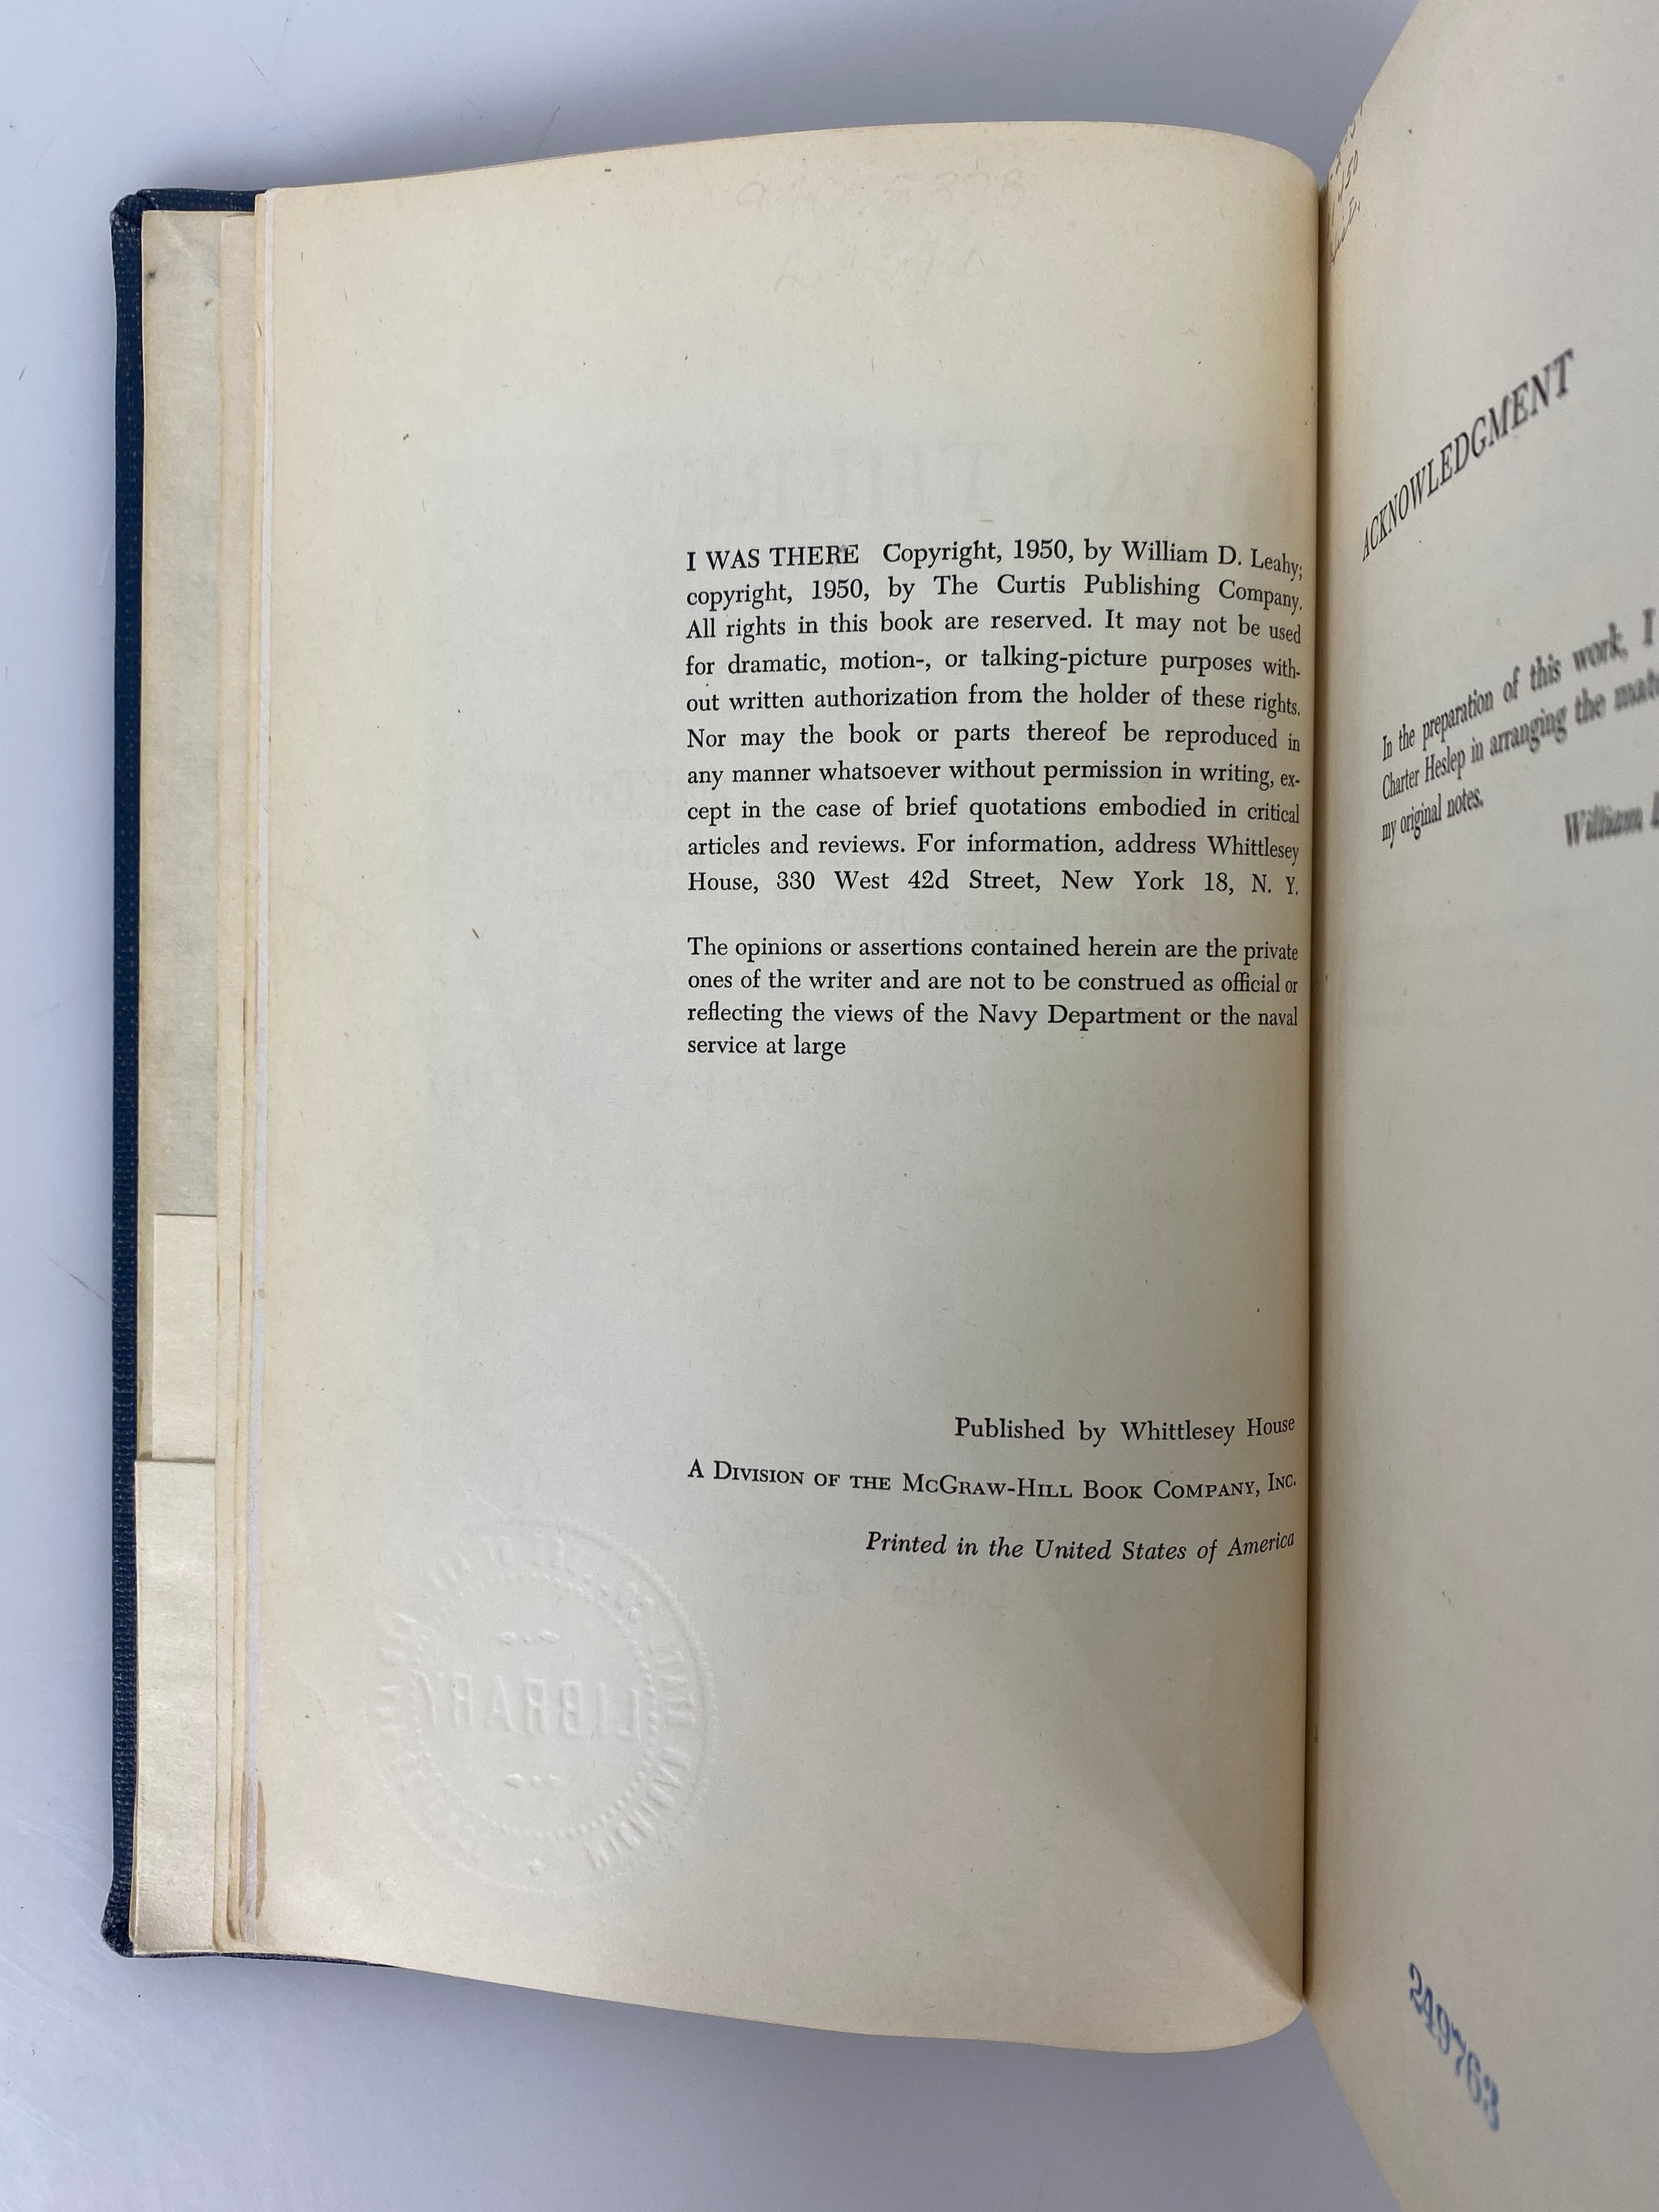 I WAS THERE Copyright, 1950, by William D. Leahy;
copyright, 1950, by The Curtis Publishing Company.
All rights in this book are reserved. It may not be used
for dramatic, motion-, or talking-picture purposes with-
out written authorization from the holder of these rights.
Nor may the book or parts thereof be reproduced in
any manner whatsoever without permission in writing, ex-
cept in the case of brief quotations embodied in critical
articles and reviews. For information, address Whittlesey
House, 330 West 42d Street, New York 18, N. Y.
The opinions or assertions contained herein are the private
ones of the writer and are not to be construed as official or
reflecting the views of the Navy Department or the naval
service at large
Published by Whittlesey House
A DIVISION OF THE MCGRAW-HILL BOOK COMPANY, INC.
Printed in the United States of America
LIBRARY
ACKNOWLEDGMENT
In the preparation of this work, I
Charter Heslep in arranging the
my original notes.
William
249763